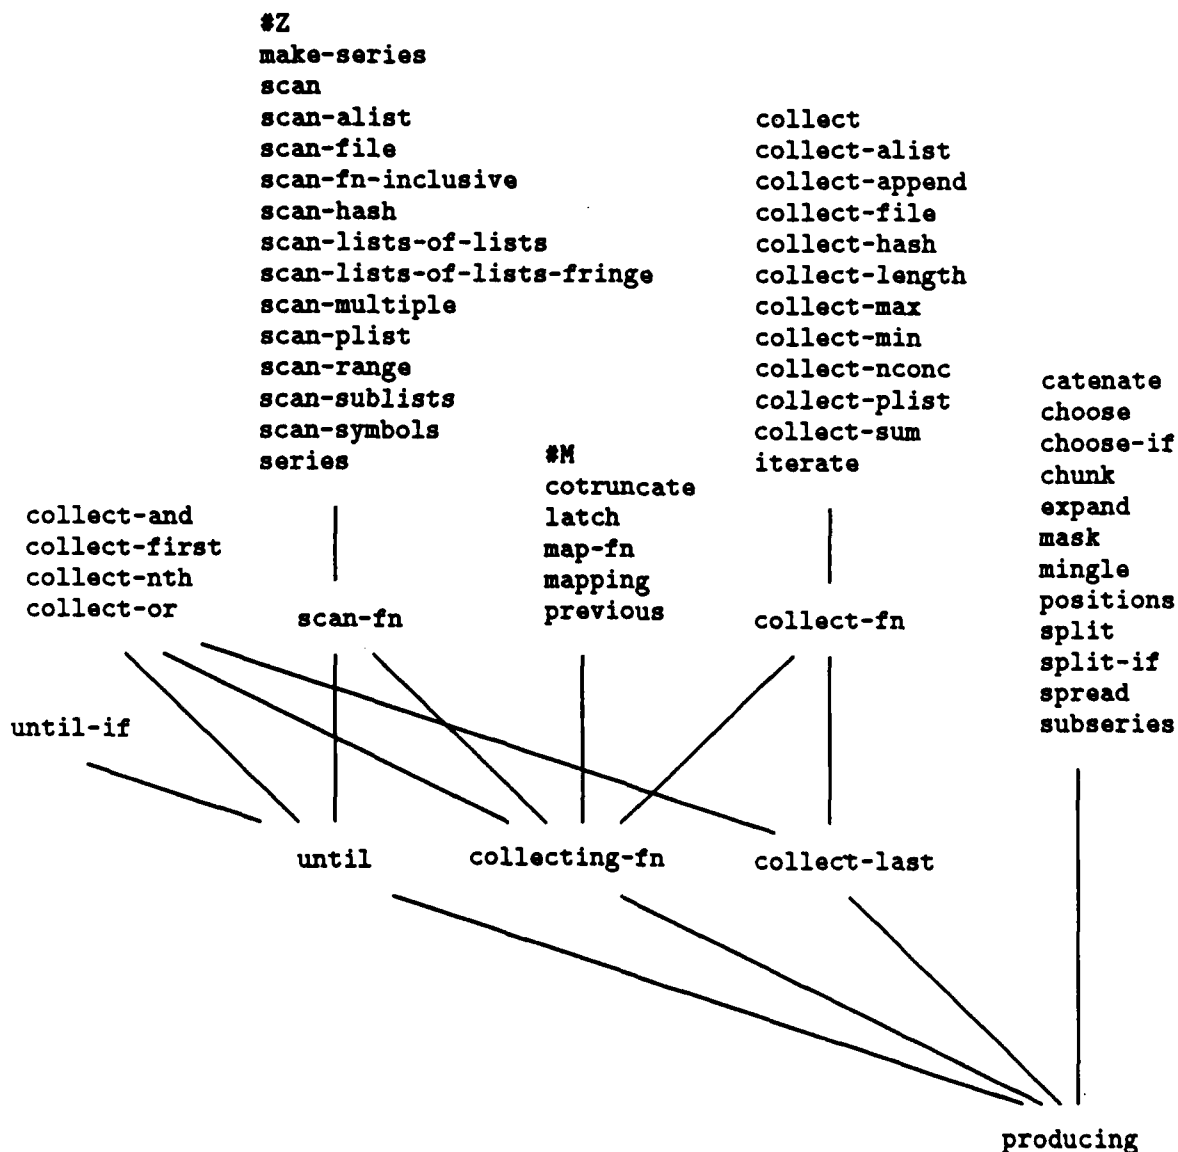 #Z
make-series
scan
scan-alist
scan-file
scan-fn-inclusive
scan-hash
scan-lists-of-lists
scan-lists-of-lists-fringe
scan-multiple
scan-plist
scan-range
scan-sublists
scan-symbols
series
collect
collect-alist
collect-append
collect-file
collect-hash
collect-length
collect-max
collect-min
collect-nconc
collect-plist
collect-sum
iterate
catenate
choose
choose-if
chunk
expand
mask
mingle
positions
split
split-if
spread
subseries
#M
cotruncate
latch
map-fn
mapping
previous
collect-and
collect-first
collect-nth
collect-or
scan-fn
collect-fn
until-if
until
collecting-fn
collect-last
producing